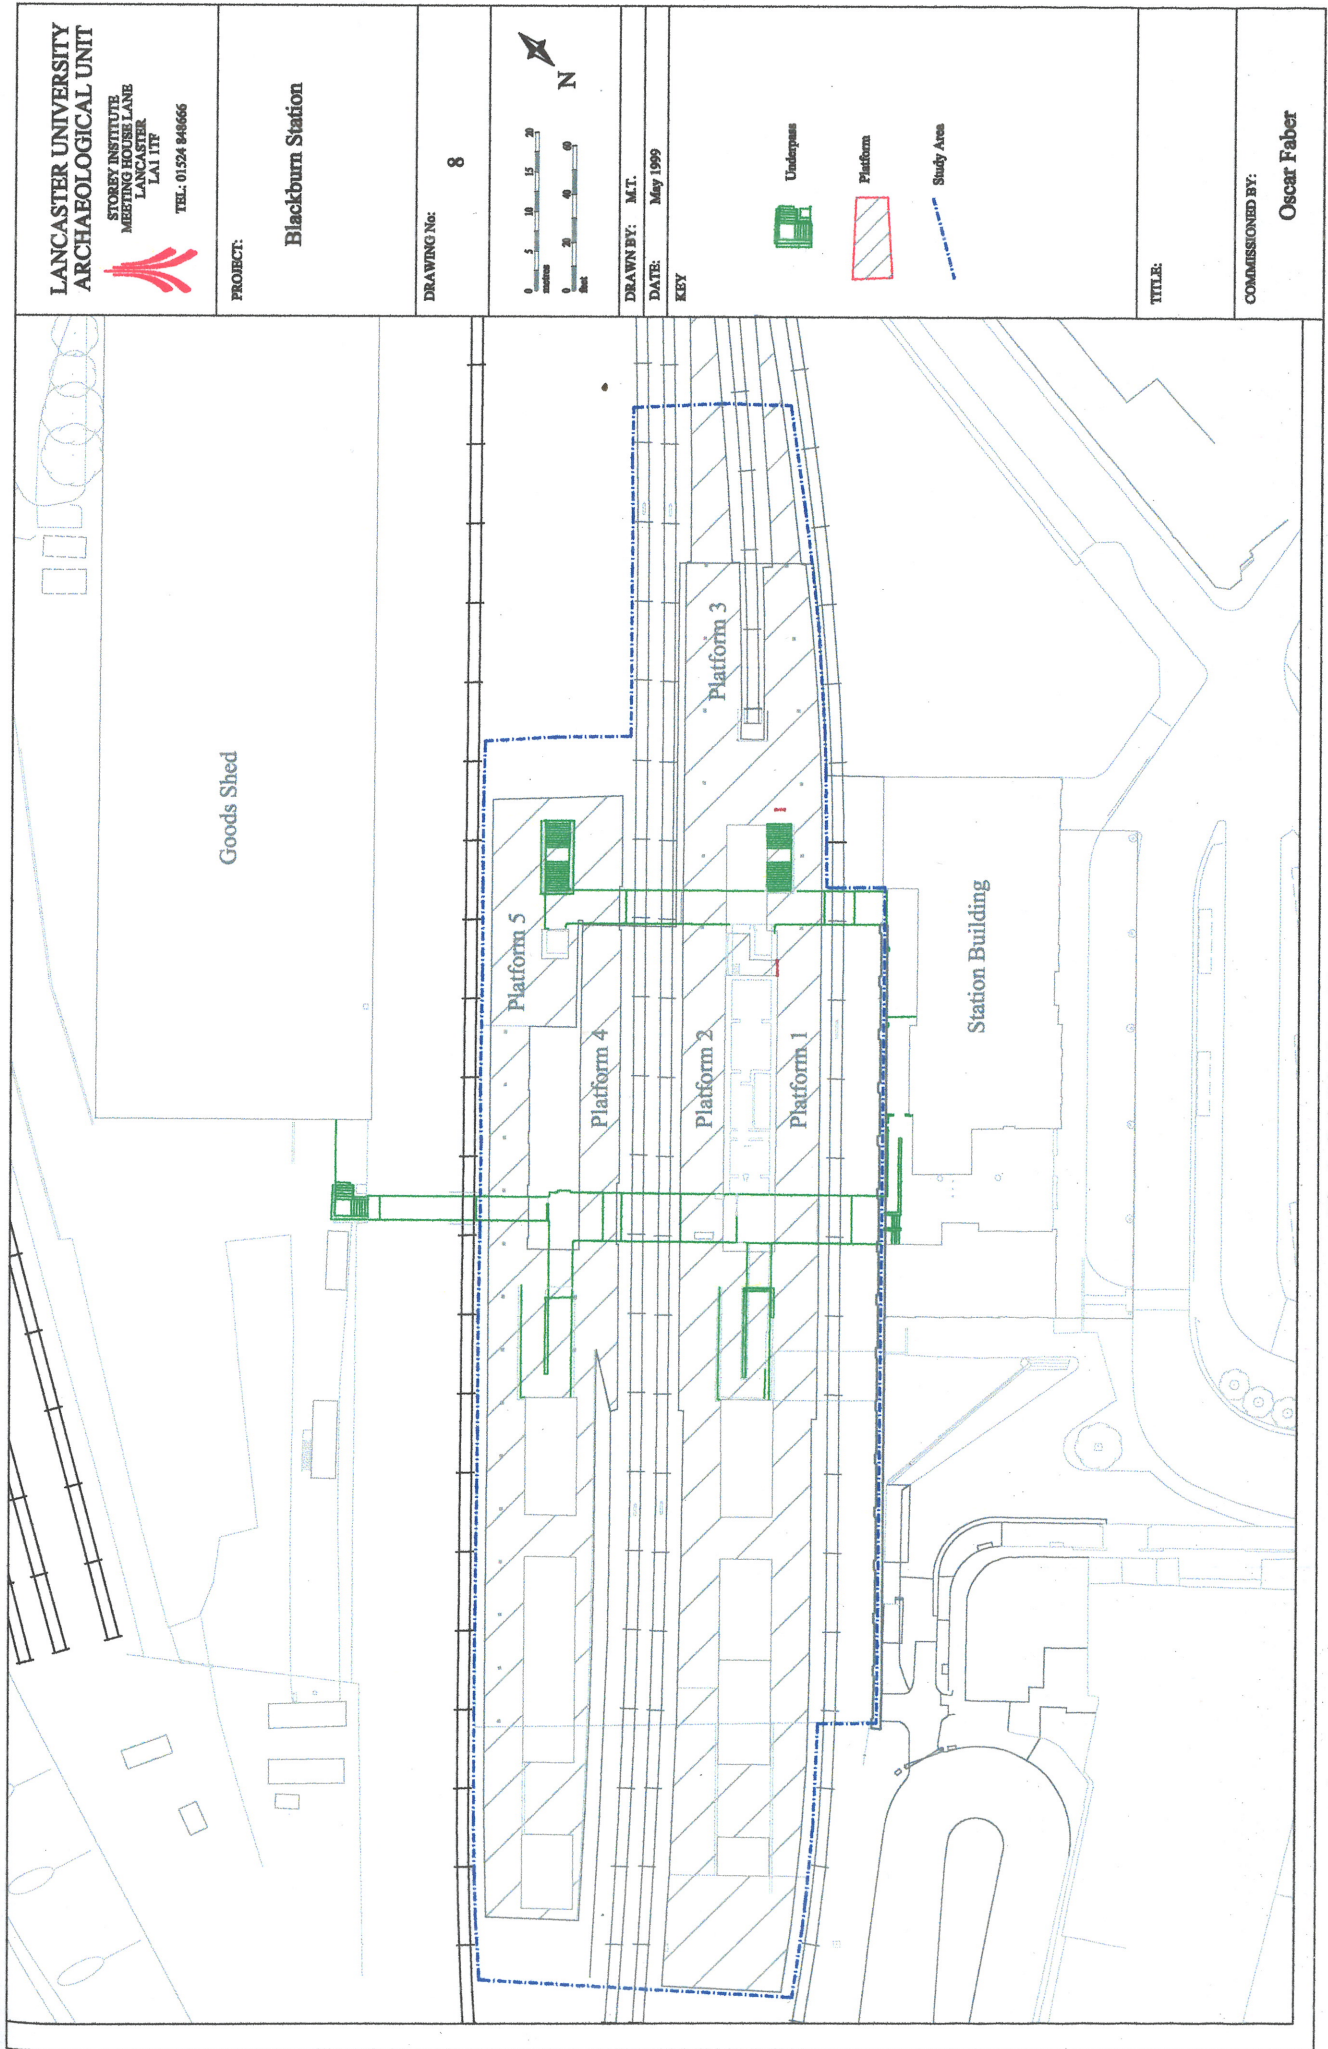 LANCASTER UNIVERSITY
ARCHAEOLOGICAL UNIT
STOREY INSTITUTE
MEETING HOUSE LANE
LANCASTER
LA1 1TF
TEL: 01524 848666
PROJECT:
Blackburn Station
DRAWING No:
8
N
0 5 10 15 20
metres
0 20 40 60
feet
DRAWN BY: M.T.
DATE: May 1999
KEY
Underpass
Platform
Study Area
TITLE:
COMMISSIONED BY:
Oscar Faber
Goods Shed
Platform 5
Platform 4
Platform 3
Platform 2
Platform 1
Station Building